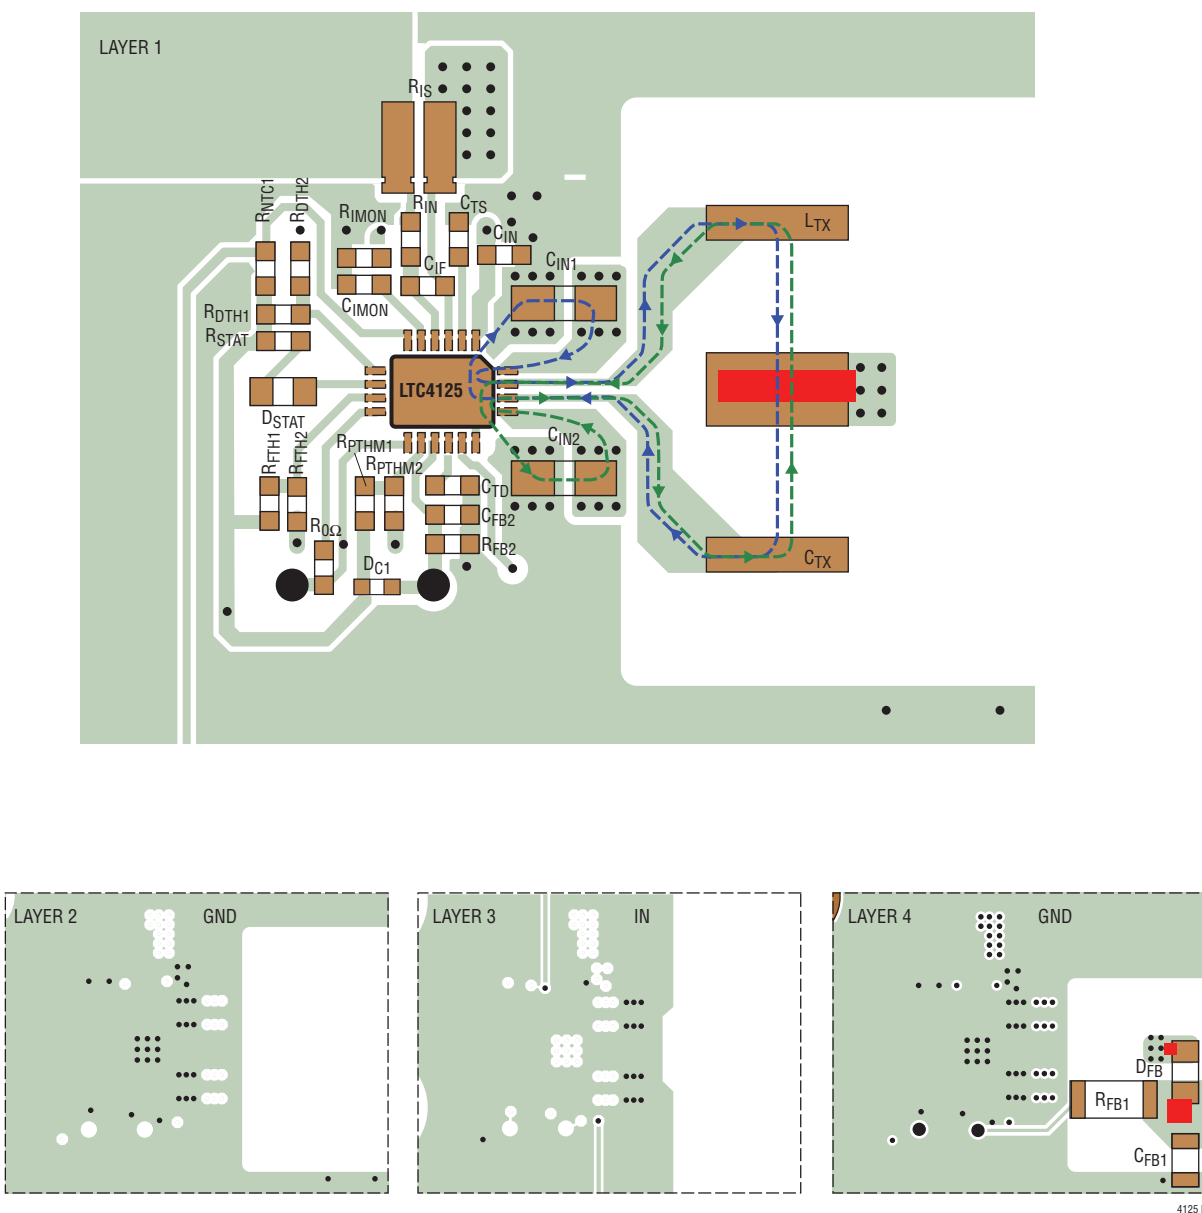 LAYER 1
RIS
RNTC1
RDTH2
RIMON
RIN
CTS
CIN
LTX
CIN1
CIF
CIMON
RDTH1
RSTAT
LTC4125
DSTAT
CIN2
RPTHM1
RFTH1
RFTH2
RPTHM2
CTD
CFB2
R0Ω
RFB2
DC1
CTX
LAYER 2 GND
LAYER 3 IN
LAYER 4 GND
DFB
RFB1
CFB1
4125